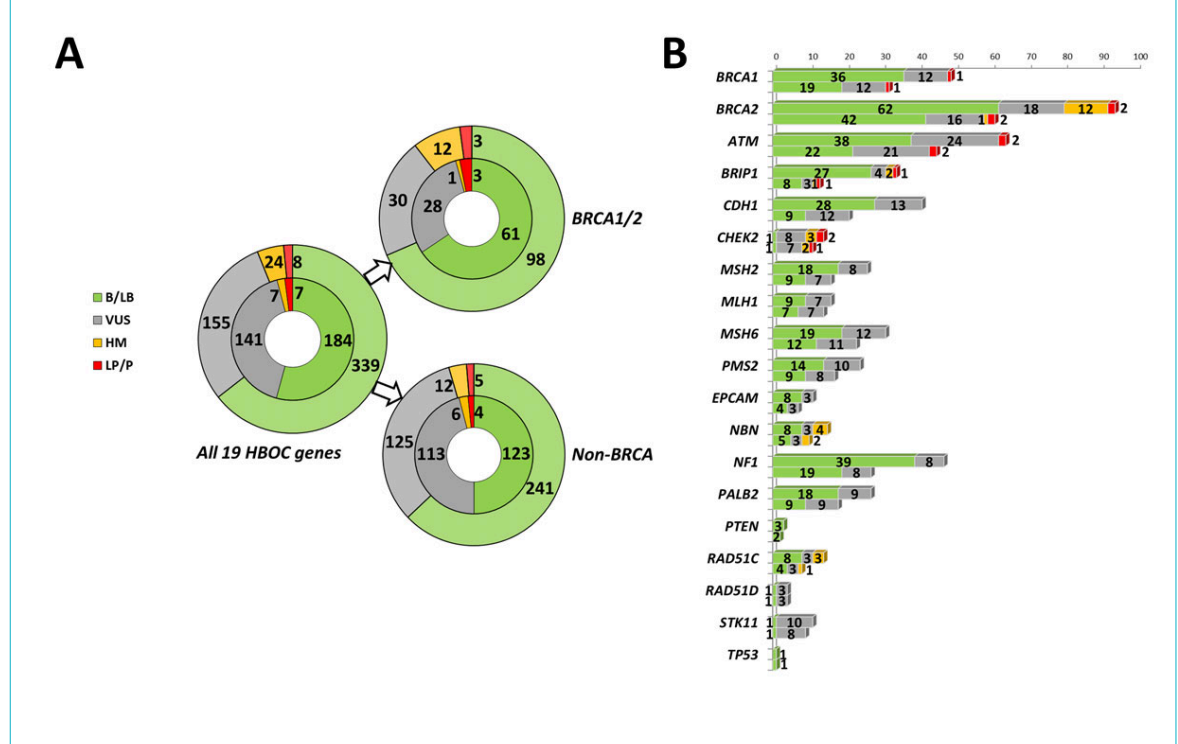 A
3
12
30
1
3
28
61
98
BRCA1/2
24
8
7
7
155
141
184
339
All 19 HBOC genes
B/LB
VUS
HM
LP/P
12
5
6
4
125
113
123
241
Non-BRCA
B
0 10 20 30 40 50 60 70 80 90 100
BRCA1 36 12 1
19 12 1
BRCA2 62 18 12 2
42 16 1 2
ATM 38 24 2
22 21 2
BRIP1 27 4 2 1
8 3 1 1
CDH1 28 13
9 12
CHEK2 1 8 3 2
1 7 2 1
MSH2 18 8
9 7
MLH1 9 7
7 7
MSH6 19 12
12 11
PMS2 14 10
9 8
EPCAM 8 3
4 3
NBN 8 3 4
5 3 2
NF1 39 8
19 8
PALB2 18 9
9 9
PTEN 3
2
RAD51C 8 3 3
4 3 1
RAD51D 1 3
1 3
STK11 1 10
1 8
TP53 1
1